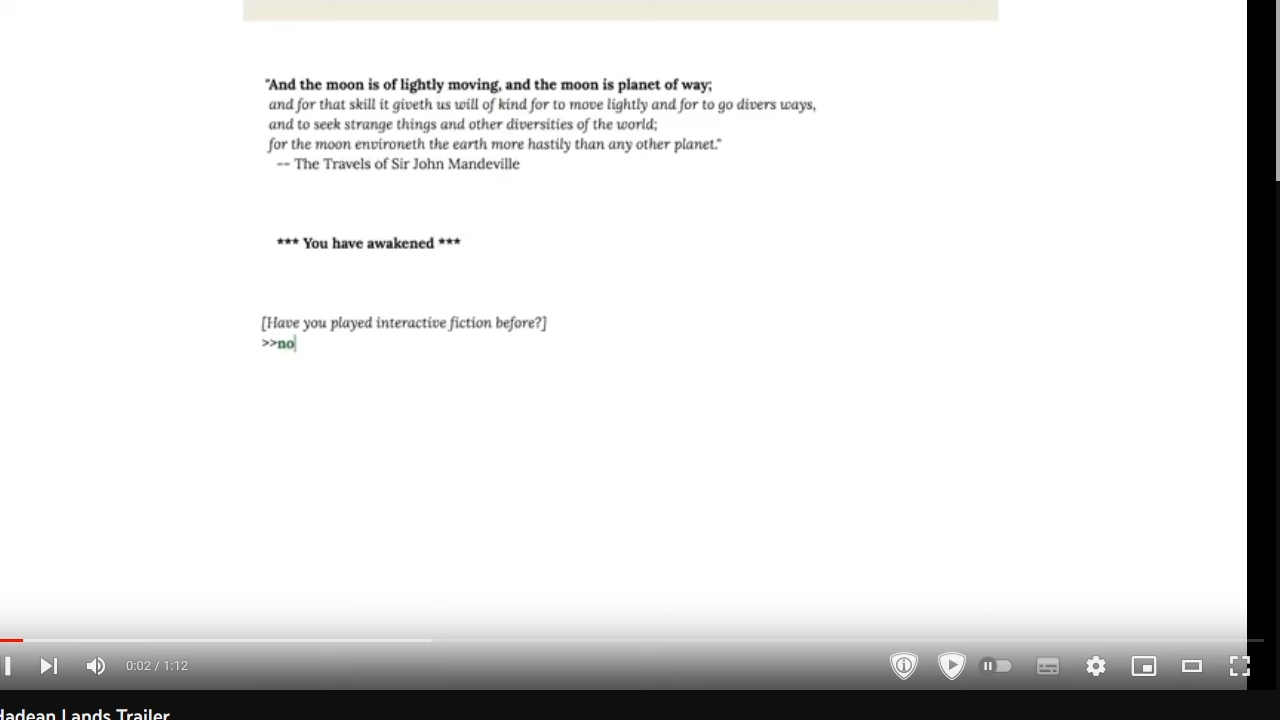 "And the moon is of lightly moving, and the moon is planet of way;
and for that skill it giveth us will of kind for to move lightly and for to go divers ways,
and to seek strange things and other diversities of the world;
for the moon environeth the earth more hastily than any other planet."
-- The Travels of Sir John Mandeville
*** You have awakened ***
[Have you played interactive fiction before?]
>>no
0:02 / 1:12
Hadean Lands Trailer